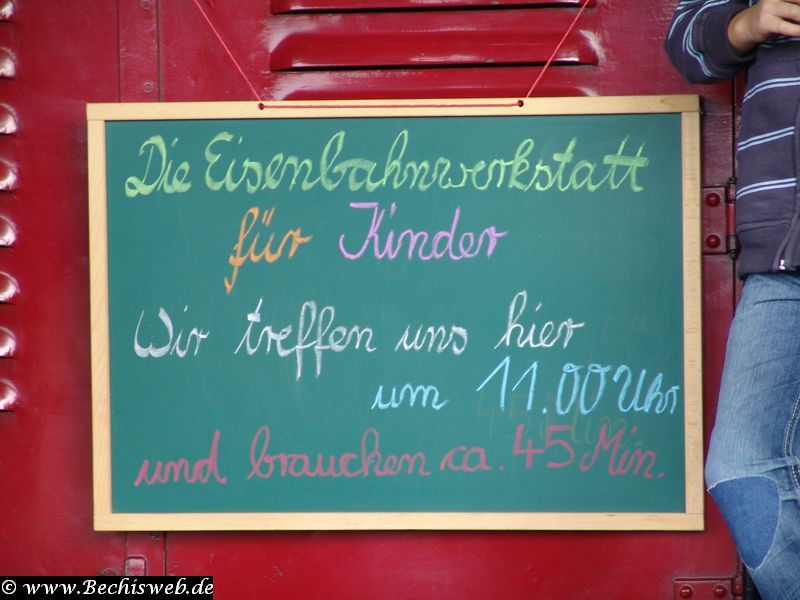 Die Eisenbahnwerkstatt
für Kinder
Wir treffen uns hier
um 11.00 Uhr
und brauchen ca. 45 Min.
© www.Bechisweb.de